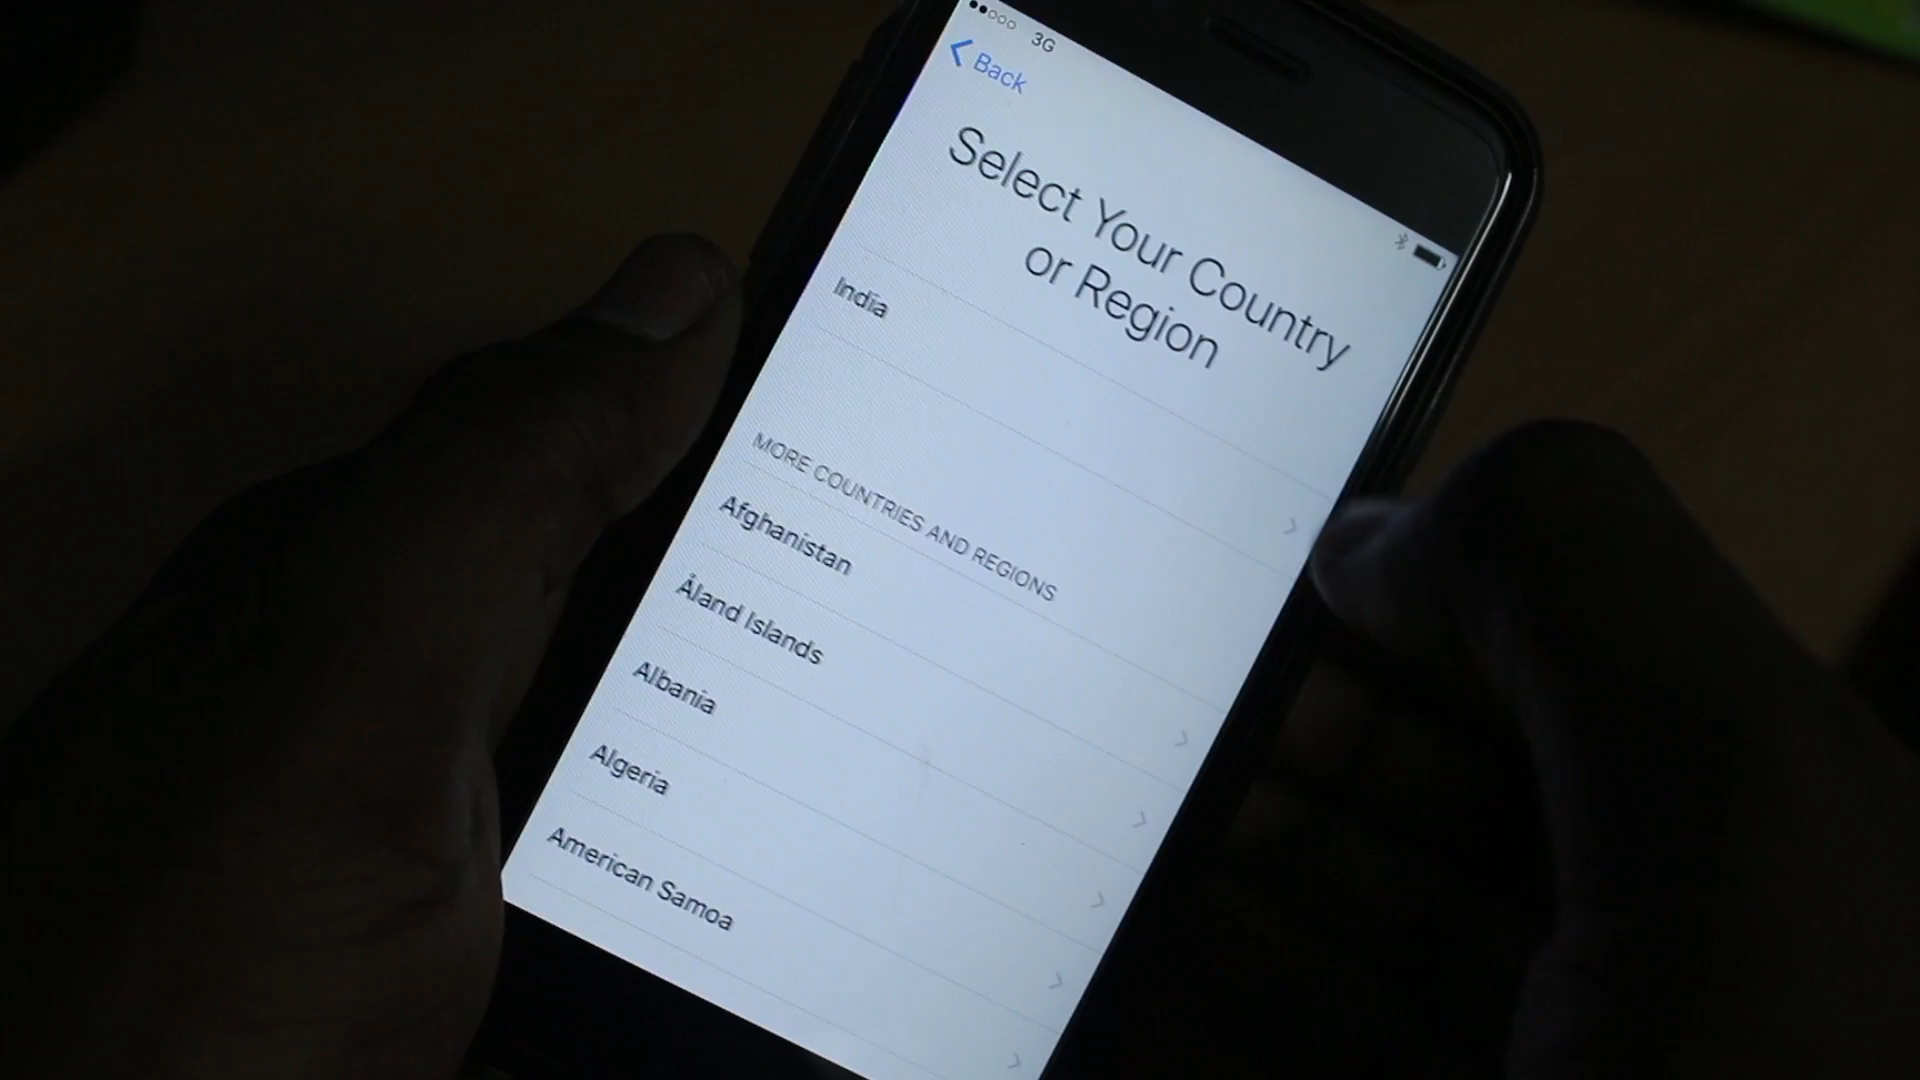 3G
Back
Select Your Country
or Region
India
MORE COUNTRIES AND REGIONS
Afghanistan
Åland Islands
Albania
Algeria
American Samoa